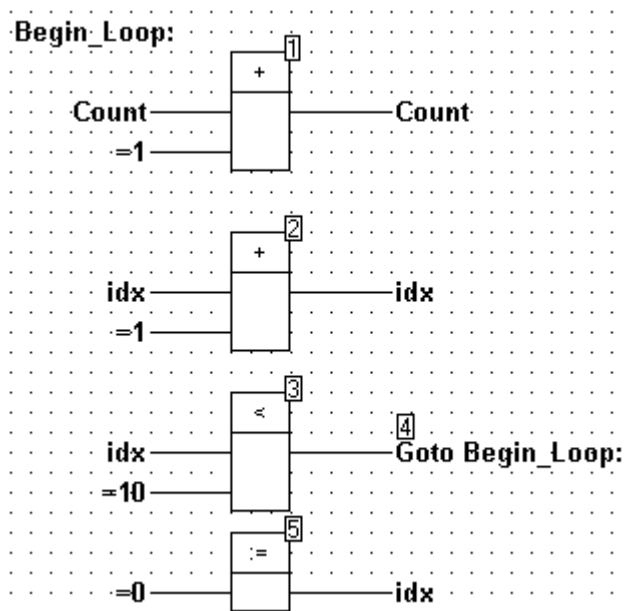 Begin_Loop:
1
+
Count
Count
=1
2
+
idx
idx
=1
3
<
4
idx
Goto Begin_Loop:
=10
5
:=
=0
idx